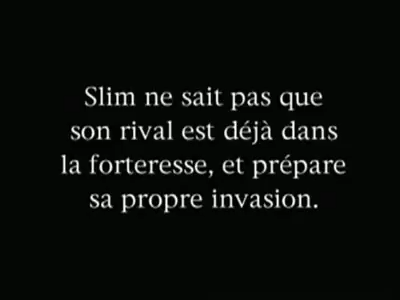 Slim ne sait pas que
son rival est déjà dans
la forteresse, et prépare
sa propre invasion.